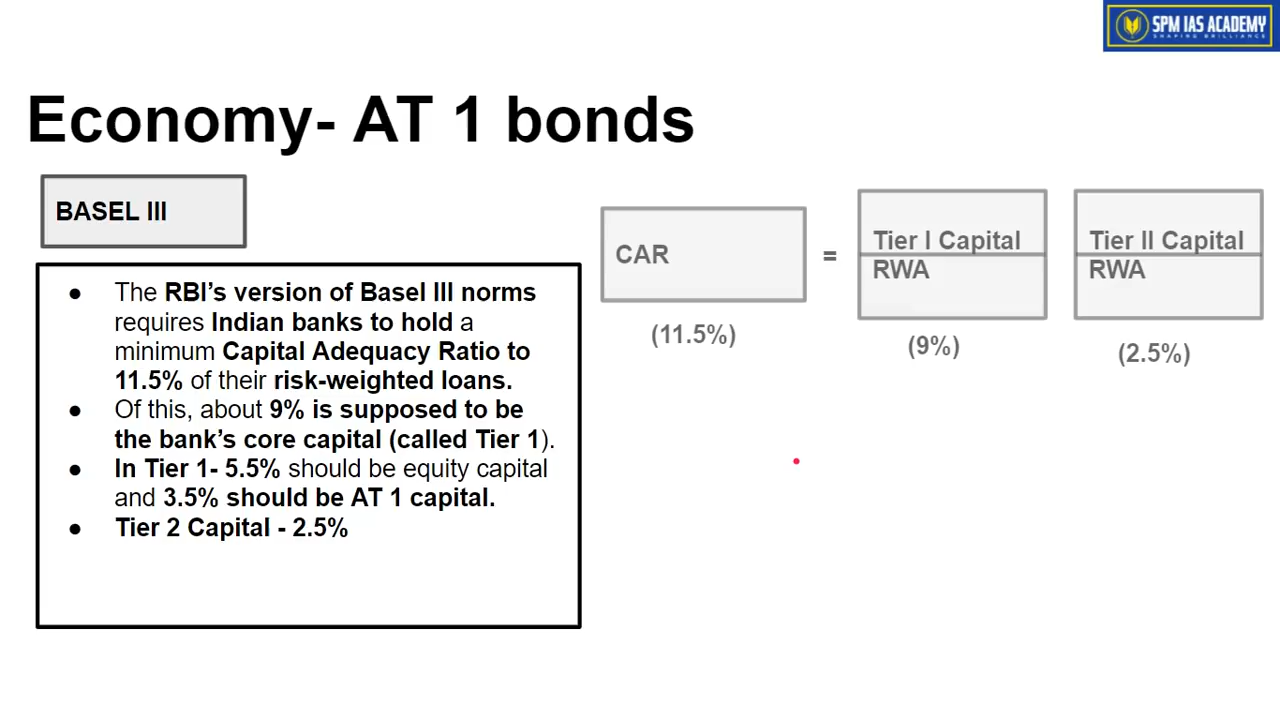 SPM IAS ACADEMY
SHAPING BRILLIANCE
Economy- AT 1 bonds
BASEL III
● The RBI’s version of Basel III norms
requires Indian banks to hold a
minimum Capital Adequacy Ratio to
11.5% of their risk-weighted loans.
● Of this, about 9% is supposed to be
the bank’s core capital (called Tier 1).
● In Tier 1- 5.5% should be equity capital
and 3.5% should be AT 1 capital.
● Tier 2 Capital - 2.5%
CAR
(11.5%)
=
Tier I Capital
RWA
(9%)
Tier II Capital
RWA
(2.5%)